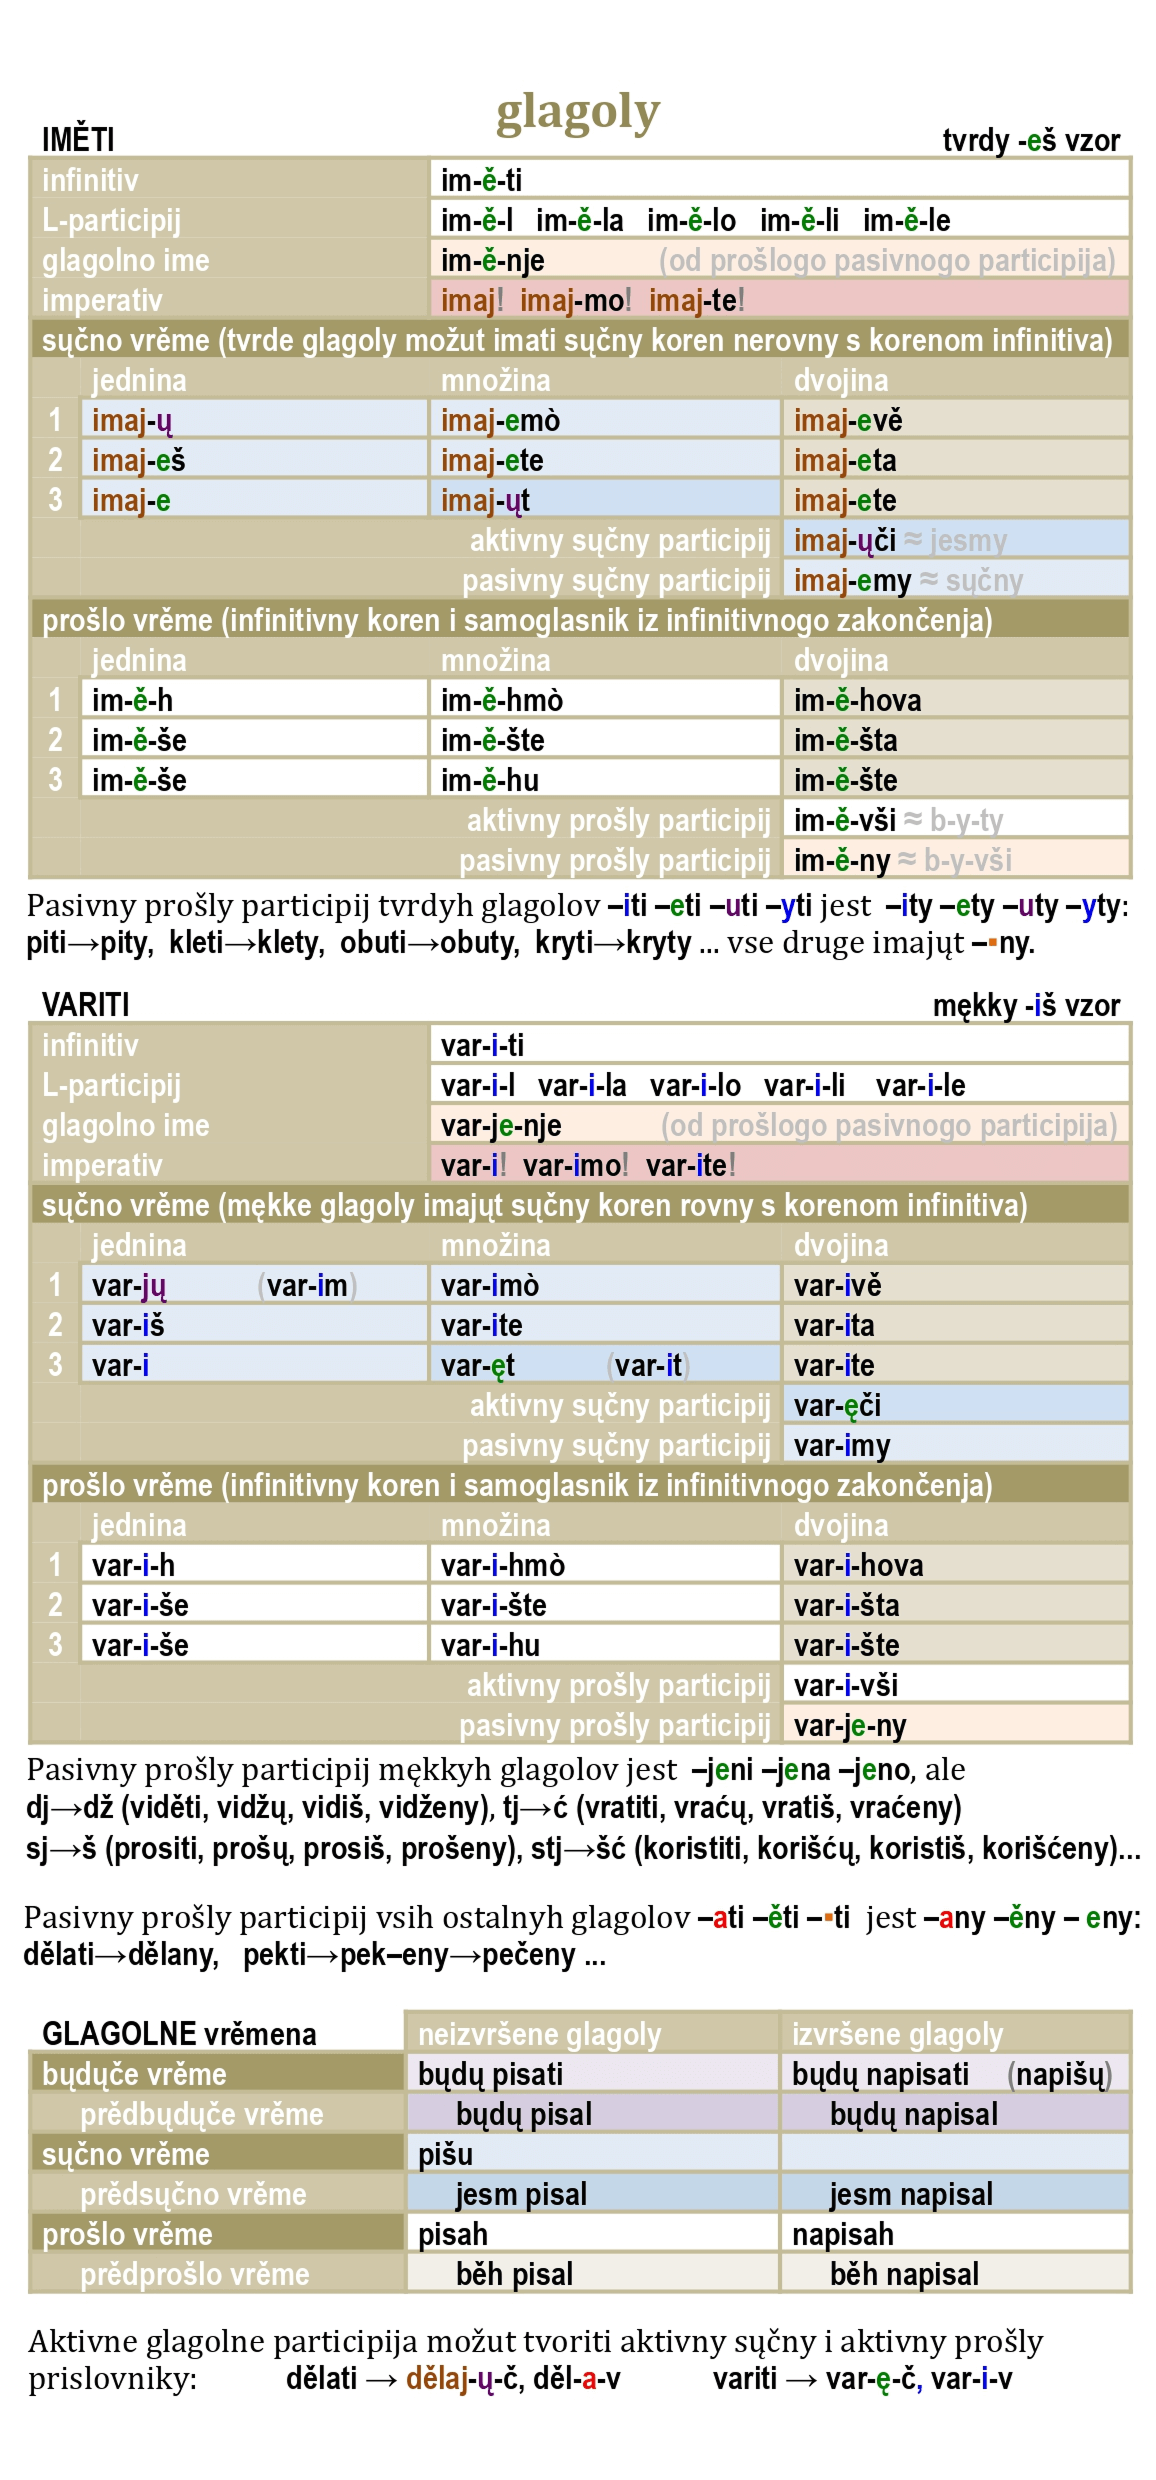 glagoly
IMĚTI tvrdy -eš vzor
infinitiv im-ě-ti
L-participij im-ě-l im-ě-la im-ě-lo im-ě-li im-ě-le
glagolno ime im-ě-nje (od prošlogo pasivnogo participija)
imperativ imaj! imaj-mo! imaj-te!
sųčno vrěme (tvrde glagoly možut imati sųčny koren nerovny s korenom infinitiva)
jednina množina dvojina
1 imaj-ų imaj-emò imaj-evě
2 imaj-eš imaj-ete imaj-eta
3 imaj-e imaj-ųt imaj-ete
aktivny sųčny participij imaj-ųči ≈ jesmy
pasivny sųčny participij imaj-emy ≈ sųčny
prošlo vrěme (infinitivny koren i samoglasnik iz infinitivnogo zakončenja)
jednina množina dvojina
1 im-ě-h im-ě-hmò im-ě-hova
2 im-ě-še im-ě-šte im-ě-šta
3 im-ě-še im-ě-hu im-ě-šte
aktivny prošly participij im-ě-vši ≈ b-y-ty
pasivny prošly participij im-ě-ny ≈ b-y-vši
Pasivny prošly participij tvrdyh glagolov –iti –eti –uti –yti jest –ity –ety –uty –yty:
piti→pity, kleti→klety, obuti→obuty, kryti→kryty ... vse druge imajųt –▪ny.
VARITI mękky -iš vzor
infinitiv var-i-ti
L-participij var-i-l var-i-la var-i-lo var-i-li var-i-le
glagolno ime var-je-nje (od prošlogo pasivnogo participija)
imperativ var-i! var-imo! var-ite!
sųčno vrěme (mękke glagoly imajųt sųčny koren rovny s korenom infinitiva)
jednina množina dvojina
1 var-jų (var-im) var-imò var-ivě
2 var-iš var-ite var-ita
3 var-i var-ęt (var-it) var-ite
aktivny sųčny participij var-ęči
pasivny sųčny participij var-imy
prošlo vrěme (infinitivny koren i samoglasnik iz infinitivnogo zakončenja)
jednina množina dvojina
1 var-i-h var-i-hmò var-i-hova
2 var-i-še var-i-šte var-i-šta
3 var-i-še var-i-hu var-i-šte
aktivny prošly participij var-i-vši
pasivny prošly participij var-je-ny
Pasivny prošly participij mękkyh glagolov jest –jeni –jena –jeno, ale
dj→dž (viděti, vidžų, vidiš, vidženy), tj→ć (vratiti, vraćų, vratiš, vraćeny)
sj→š (prositi, prošų, prosiš, prošeny), stj→šć (koristiti, korišćų, koristiš, korišćeny)...
Pasivny prošly participij vsih ostalnyh glagolov –ati –ěti –▪ti jest –any –ěny – eny:
dělati→dělany, pekti→pek–eny→pečeny ...
GLAGOLNE vrěmena neizvršene glagoly izvršene glagoly
bųdųče vrěme bųdų pisati bųdų napisati (napišų)
prědbųdųče vrěme bųdų pisal bųdų napisal
sųčno vrěme pišu
prědsųčno vrěme jesm pisal jesm napisal
prošlo vrěme pisah napisah
prědprošlo vrěme běh pisal běh napisal
Aktivne glagolne participija možut tvoriti aktivny sųčny i aktivny prošly
prislovniky: dělati → dělaj-ų-č, děl-a-v variti → var-ę-č, var-i-v